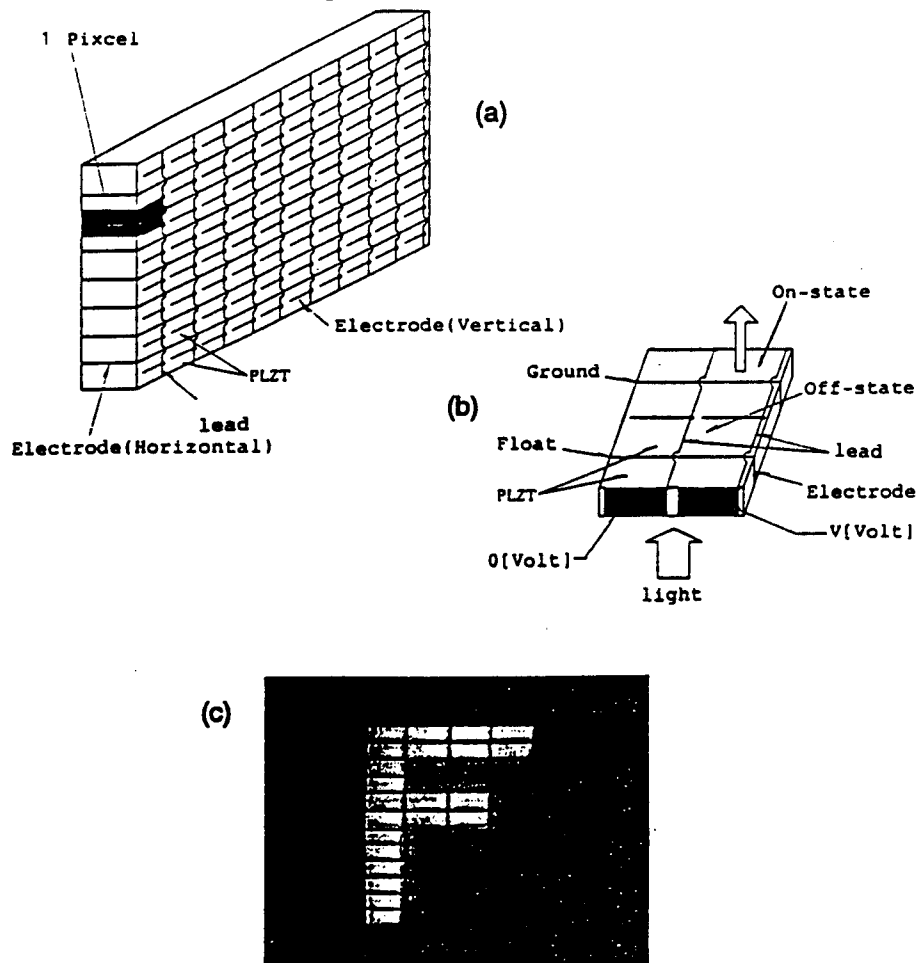 1 Pixcel
(a)
Electrode(Vertical)
PLZT
lead
Electrode(Horizontal)
On-state
Ground
(b)
Off-state
Float
lead
PLZT
Electrode
V[Volt]
0[Volt]
light
(c)
F